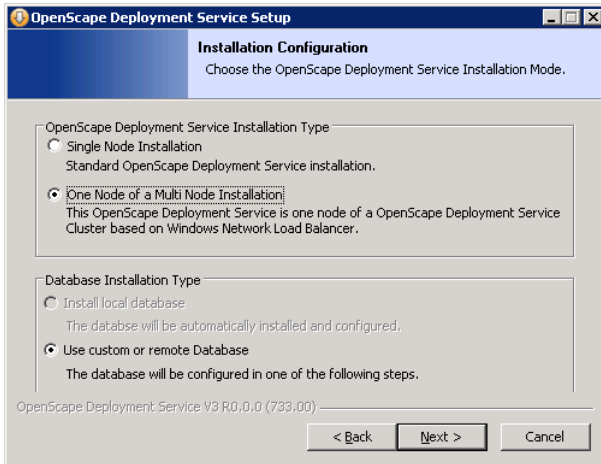 OpenScape Deployment Service Setup
Installation Configuration
Choose the OpenScape Deployment Service Installation Mode.
OpenScape Deployment Service Installation Type
Single Node Installation
Standard OpenScape Deployment Service installation.
One Node of a Multi Node Installation
This OpenScape Deployment Service is one node of a OpenScape Deployment Service
Cluster based on Windows Network Load Balancer.
Database Installation Type
Install local database
The databse will be automatically installed and configured.
Use custom or remote Database
The database will be configured in one of the following steps.
OpenScape Deployment Service V3 R0.0.0 (733.00)
< Back Next > Cancel